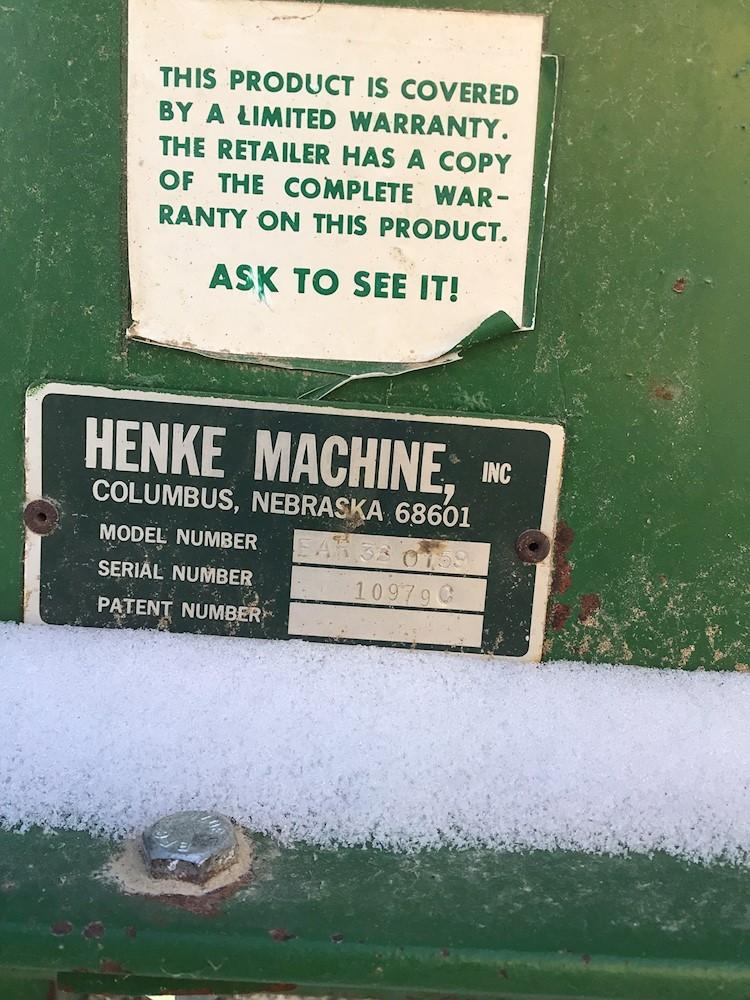 THIS PRODUCT IS COVERED
BY A LIMITED WARRANTY.
THE RETAILER HAS A COPY
OF THE COMPLETE WAR-
RANTY ON THIS PRODUCT.
ASK TO SEE IT!
HENKE MACHINE, INC
COLUMBUS, NEBRASKA 68601
MODEL NUMBER
SERIAL NUMBER 10979C
PATENT NUMBER